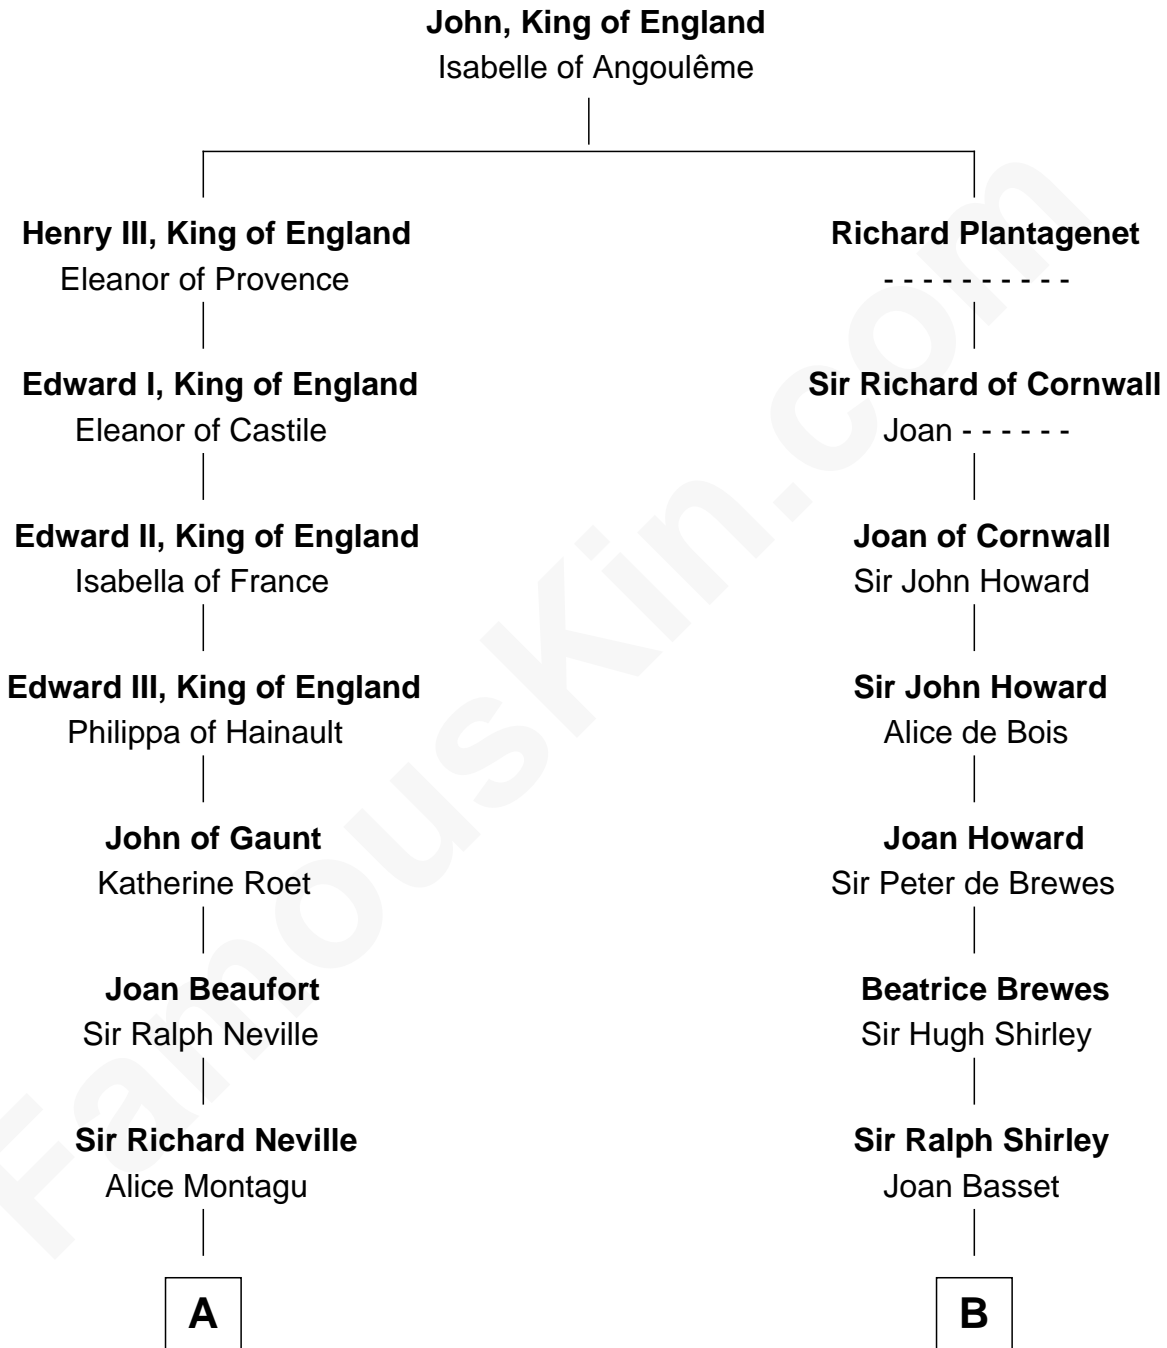 John, King of England
Isabelle of Angoulême
Henry III, King of England
Eleanor of Provence
Richard Plantagenet
- - - - - - - - - -
Edward I, King of England
Eleanor of Castile
Sir Richard of Cornwall
Joan - - - - - -
Edward II, King of England
Isabella of France
Joan of Cornwall
Sir John Howard
Edward III, King of England
Philippa of Hainault
Sir John Howard
Alice de Bois
John of Gaunt
Katherine Roet
Joan Howard
Sir Peter de Brewes
Joan Beaufort
Sir Ralph Neville
Beatrice Brewes
Sir Hugh Shirley
Sir Richard Neville
Alice Montagu
Sir Ralph Shirley
Joan Basset
A
B
FamousKin.com